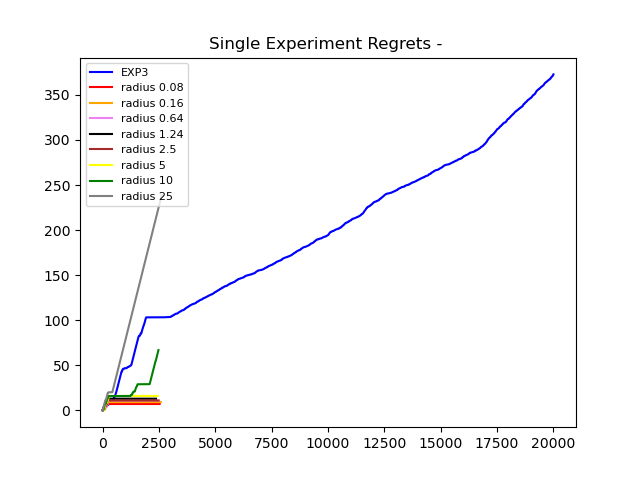 Single Experiment Regrets -
EXP3
radius 0.08
radius 0.16
radius 0.64
radius 1.24
radius 2.5
radius 5
radius 10
radius 25
350
300
250
200
150
100
50
0
0 2500 5000 7500 10000 12500 15000 17500 20000